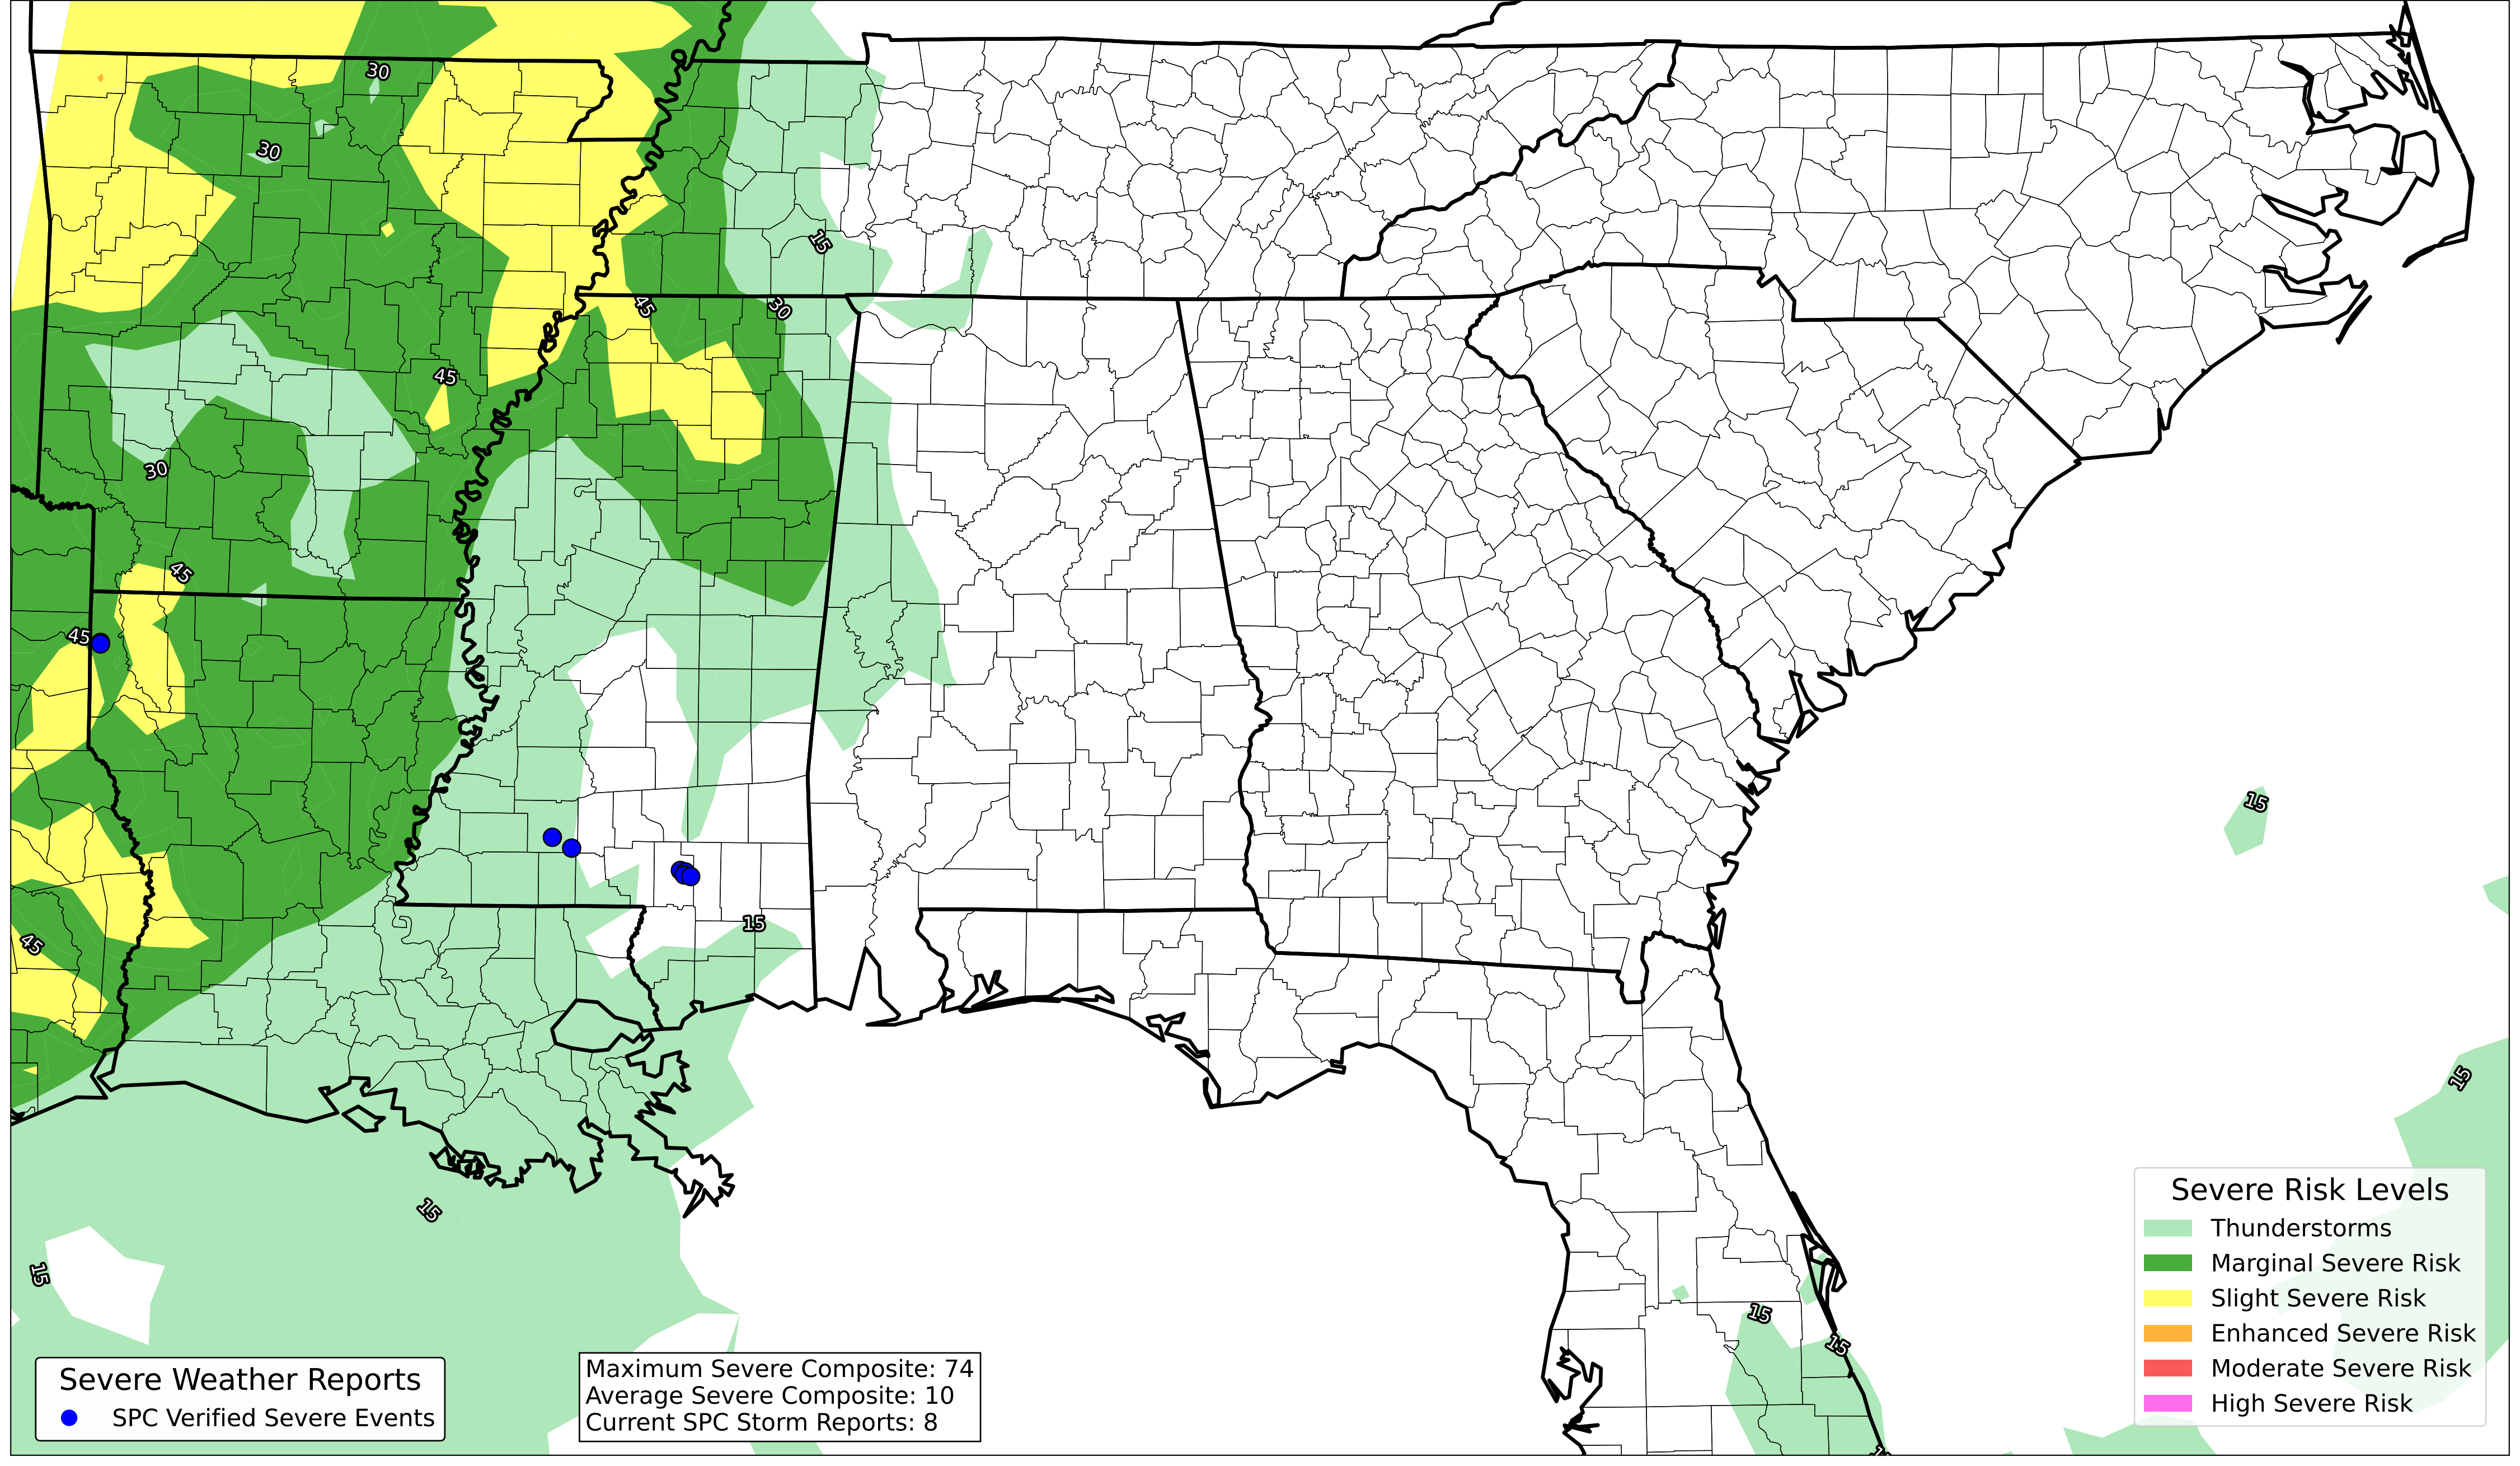 30
30
15
45
30
45
30
45
45
15
15
45
15
15
15
15
15
Severe Weather Reports
SPC Verified Severe Events
Maximum Severe Composite: 74
Average Severe Composite: 10
Current SPC Storm Reports: 8
Severe Risk Levels
Thunderstorms
Marginal Severe Risk
Slight Severe Risk
Enhanced Severe Risk
Moderate Severe Risk
High Severe Risk